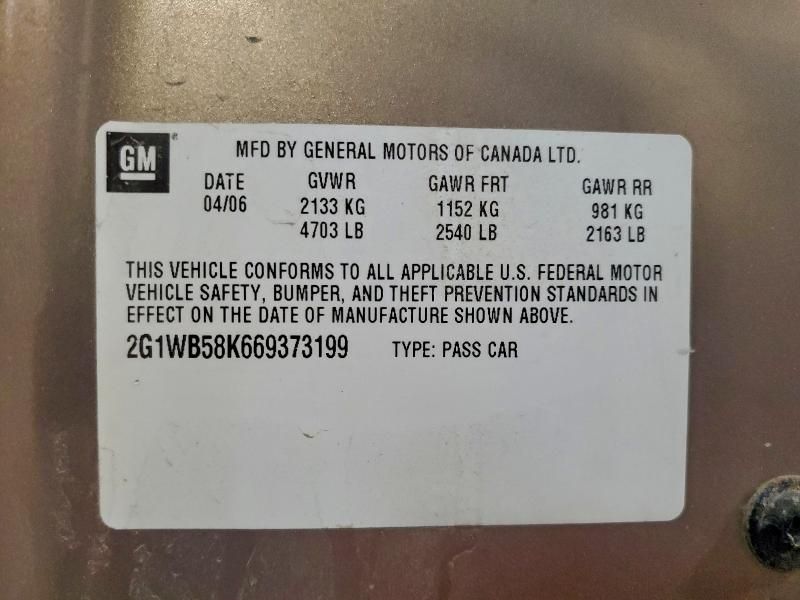 GM
MFD BY GENERAL MOTORS OF CANADA LTD.
DATE GVWR GAWR FRT GAWR RR
04/06 2133 KG 1152 KG 981 KG
4703 LB 2540 LB 2163 LB
THIS VEHICLE CONFORMS TO ALL APPLICABLE U.S. FEDERAL MOTOR
VEHICLE SAFETY, BUMPER, AND THEFT PREVENTION STANDARDS IN
EFFECT ON THE DATE OF MANUFACTURE SHOWN ABOVE.
2G1WB58K669373199 TYPE: PASS CAR